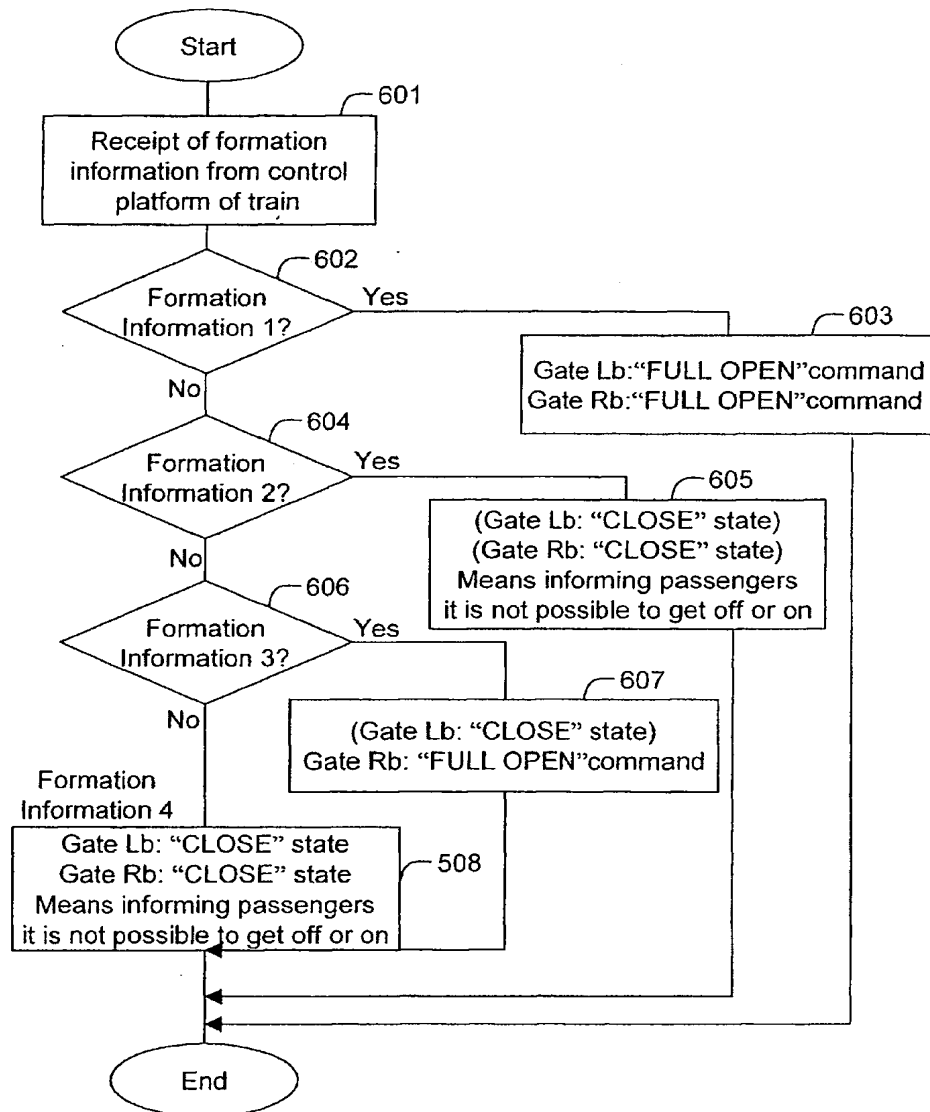 Start
601
Receipt of formation
information from control
platform of train
602
Formation
Information 1?
Yes
No
603
Gate Lb:“FULL OPEN”command
Gate Rb:“FULL OPEN”command
604
Formation
Information 2?
Yes
No
605
(Gate Lb: “CLOSE” state)
(Gate Rb: “CLOSE” state)
Means informing passengers
it is not possible to get off or on
606
Formation
Information 3?
Yes
No
607
(Gate Lb: “CLOSE” state)
Gate Rb: “FULL OPEN”command
Formation
Information 4
Gate Lb: “CLOSE” state
Gate Rb: “CLOSE” state
Means informing passengers
it is not possible to get off or on
508
End